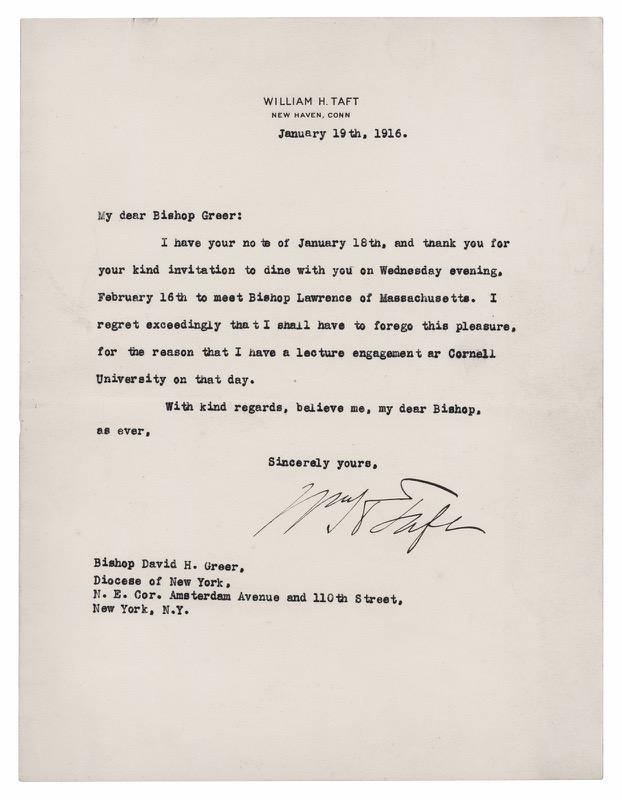 WILLIAM H. TAFT
NEW HAVEN, CONN
January 19th, 1916.
My dear Bishop Greer:
I have your note of January 18th, and thank you for
your kind invitation to dine with you on Wednesday evening,
February 16th to meet Bishop Lawrence of Massachusetts. I
regret exceedingly that I shall have to forego this pleasure,
for the reason that I have a lecture engagement ar Cornell
University on that day.
With kind regards, believe me, my dear Bishop,
as ever,
Sincerely yours,
Wm H Taft
Bishop David H. Greer,
Diocese of New York,
N. E. Cor. Amsterdam Avenue and 110th Street,
New York, N.Y.